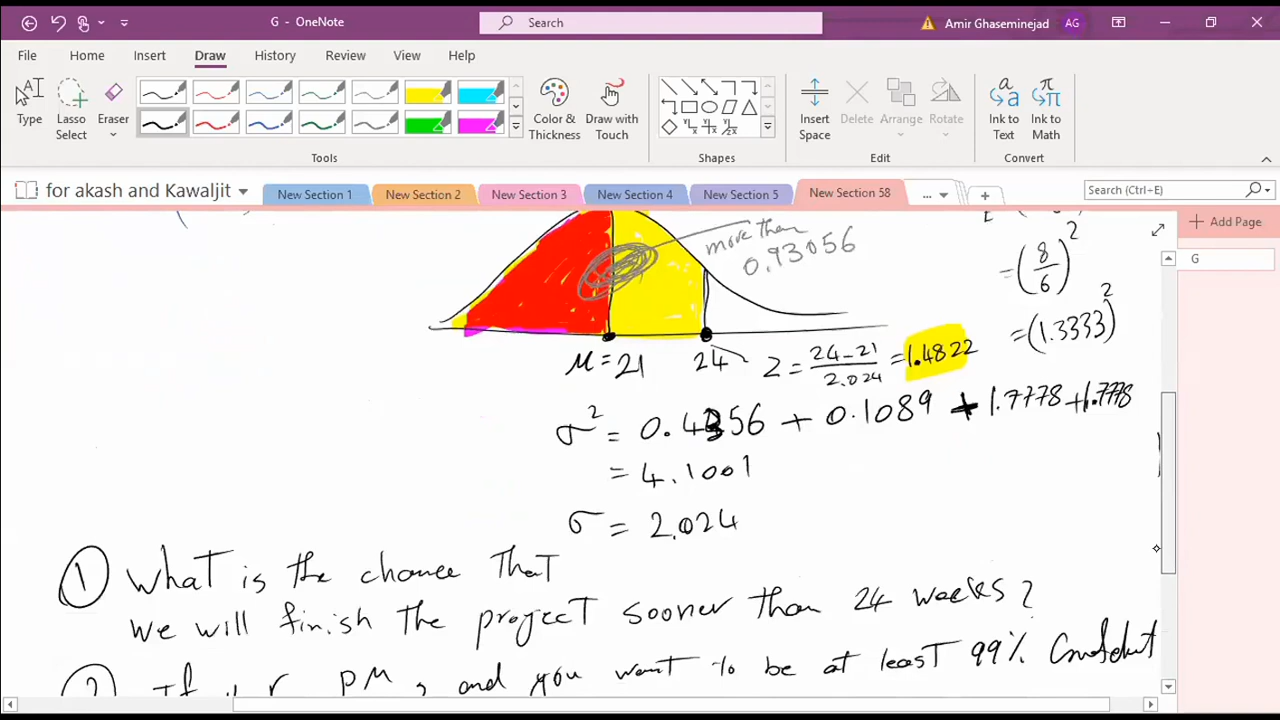 G - OneNote
Search
Amir Ghaseminejad
AG
File Home Insert Draw History Review View Help
Type
Lasso Select
Eraser
Color & Thickness
Draw with Touch
Insert Space
Delete
Arrange
Rotate
Ink to Text
Ink to Math
Tools
Shapes
Edit
Convert
for akash and Kawaljit
New Section 1
New Section 2
New Section 3
New Section 4
New Section 5
New Section 58
...
Search (Ctrl+E)
Add Page
G
more than
0.93056
= (8/6)²
= (1.3333)²
μ = 21
24
Z = 24-21/2.024 = 1.4822
σ² = 0.4356 + 0.1089 + 1.7778 + 1.7778
= 4.1001
σ = 2.024
① What is the chance That
We will finish the project sooner than 24 weeks?
PM, and you want to be at least 99%